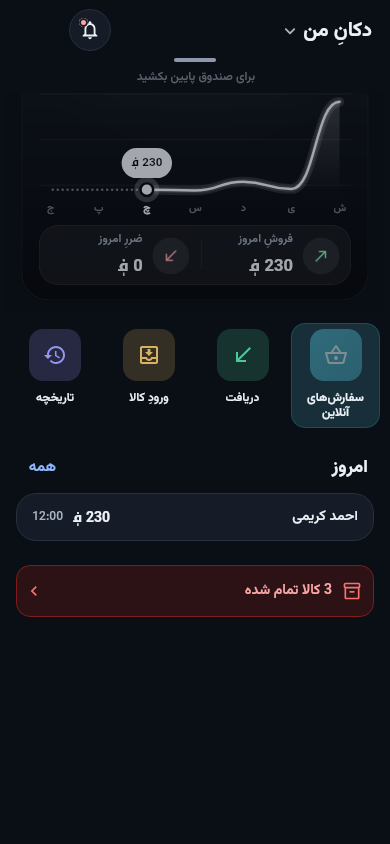 دکانِ من
برای صندوق پایین بکشید
230 ؋
ش ی د س چ پ ج
فروشِ امروز
230 ؋
ضررِ امروز
0 ؋
سفارش‌های آنلاین
دریافت
ورودِ کالا
تاریخچه
امروز
همه
احمد کریمی
230 ؋ 12:00
3 کالا تمام شده